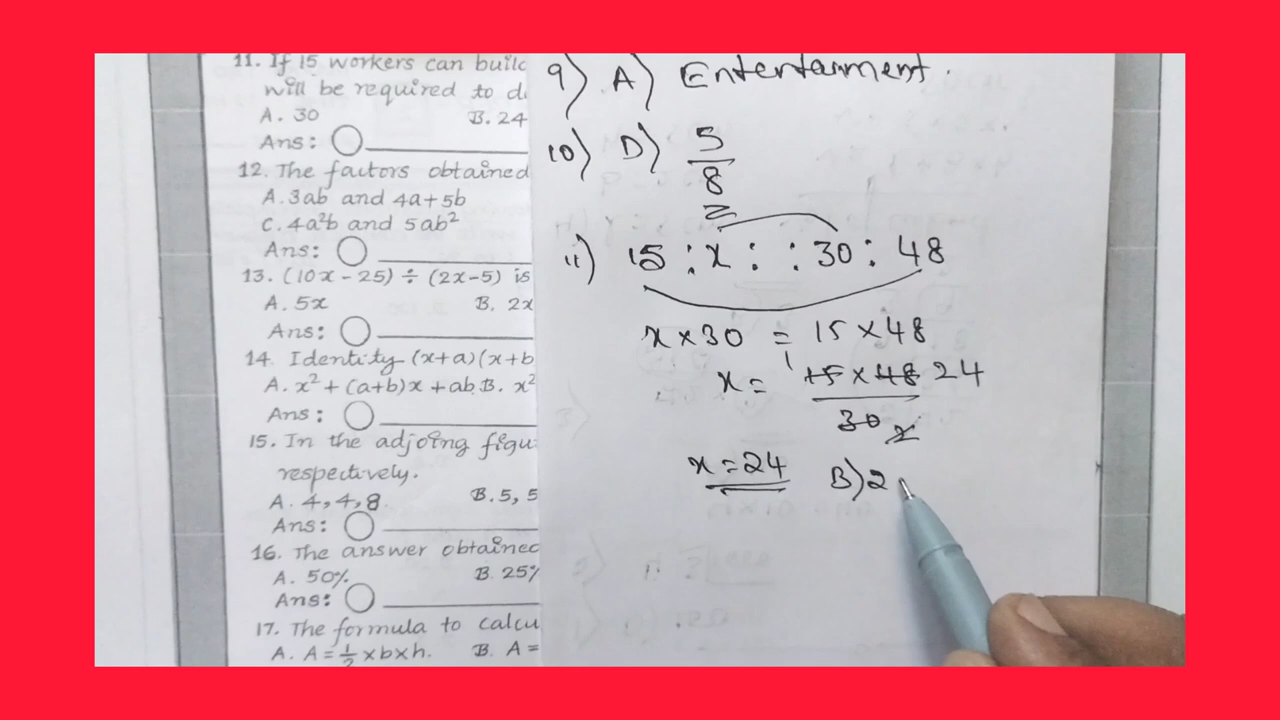 11. If 15 workers can build
will be required to do
A. 30 B. 24
Ans:
12. The factors obtained
A. 3ab and 4a+5b
C. 4a²b and 5ab²
Ans:
13. (10x - 25) ÷ (2x - 5) is
A. 5x B. 2x
Ans:
14. Identity (x+a)(x+b
A. x² + (a+b)x + ab B. x²
Ans:
15. In the adjoing figu
respectively.
A. 4, 4, 8. B. 5, 5
Ans:
16. The answer obtained
A. 50%. B. 25%
Ans:
17. The formula to calcu
A. A = 1/2 × b × h. B. A =
9) A) Entertanment.
10) D) 5/8
11) 15 : x : : 30 : 48
x × 30 = 15 × 48
x = 15 × 48 / 30 24 1 2
x = 24 B) 2